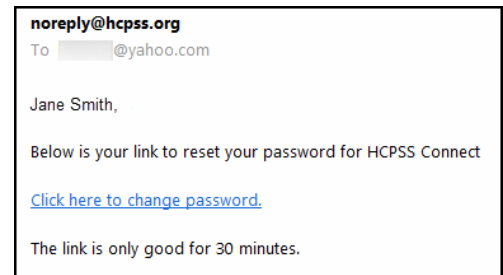 noreply@hcpss.org
To @yahoo.com
Jane Smith,
Below is your link to reset your password for HCPSS Connect
Click here to change password.
The link is only good for 30 minutes.